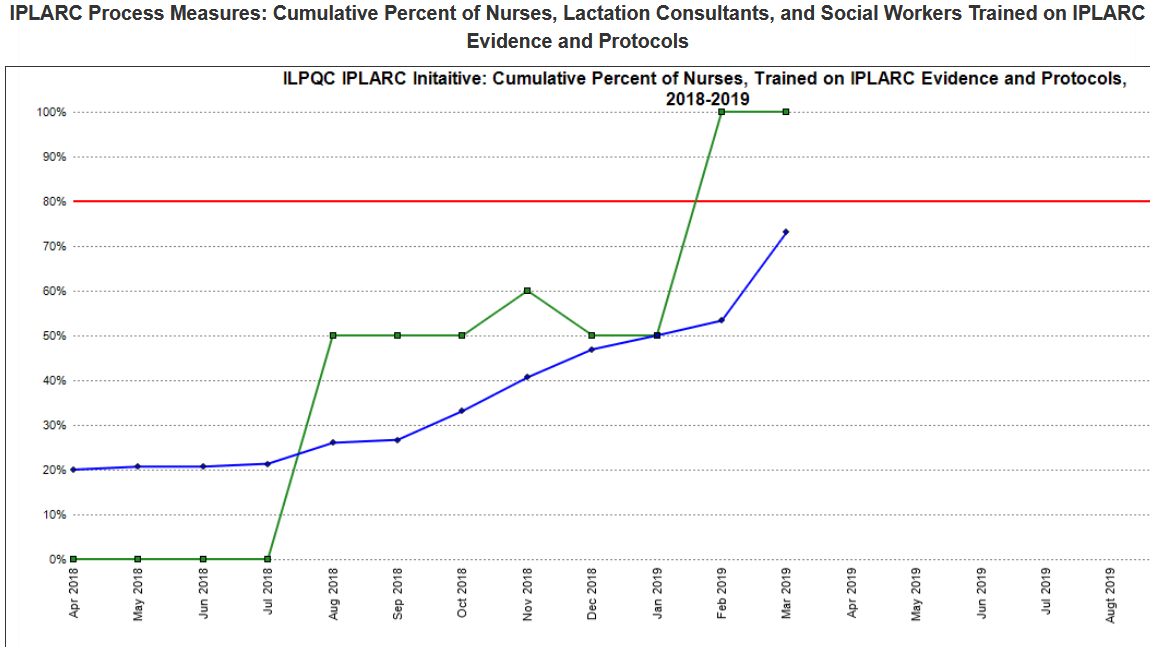 IPLARC Process Measures: Cumulative Percent of Nurses, Lactation Consultants, and Social Workers Trained on IPLARC
Evidence and Protocols
ILPQC IPLARC Initaitive: Cumulative Percent of Nurses, Trained on IPLARC Evidence and Protocols,
2018-2019
100%
90%
80%
70%
60%
50%
40%
30%
20%
10%
0%
Apr 2018
May 2018
Jun 2018
Jul 2018
Aug 2018
Sep 2018
Oct 2018
Nov 2018
Dec 2018
Jan 2019
Feb 2019
Mar 2019
Apr 2019
May 2019
Jun 2019
Jul 2019
Augt 2019